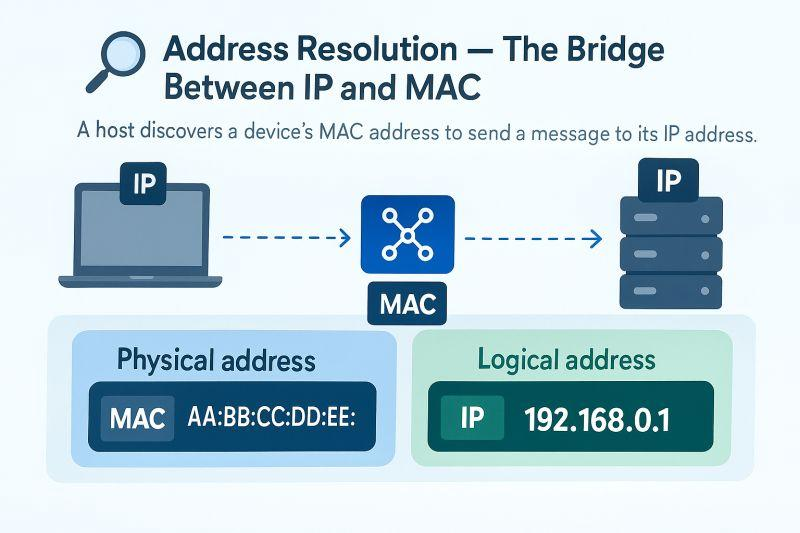 Address Resolution — The Bridge
Between IP and MAC
A host discovers a device's MAC address to send a message to its IP address.
IP
IP
MAC
Physical address
Logical address
MAC AA:BB:CC:DD:EE:
IP 192.168.0.1